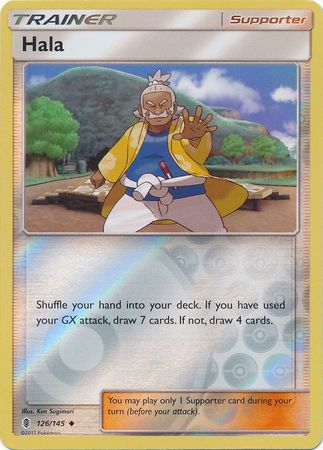 TRAINER Supporter
Hala
Shuffle your hand into your deck. If you have used
your GX attack, draw 7 cards. If not, draw 4 cards.
Illus. Ken Sugimori
126/145
©2017 Pokémon
You may play only 1 Supporter card during your
turn (before your attack).